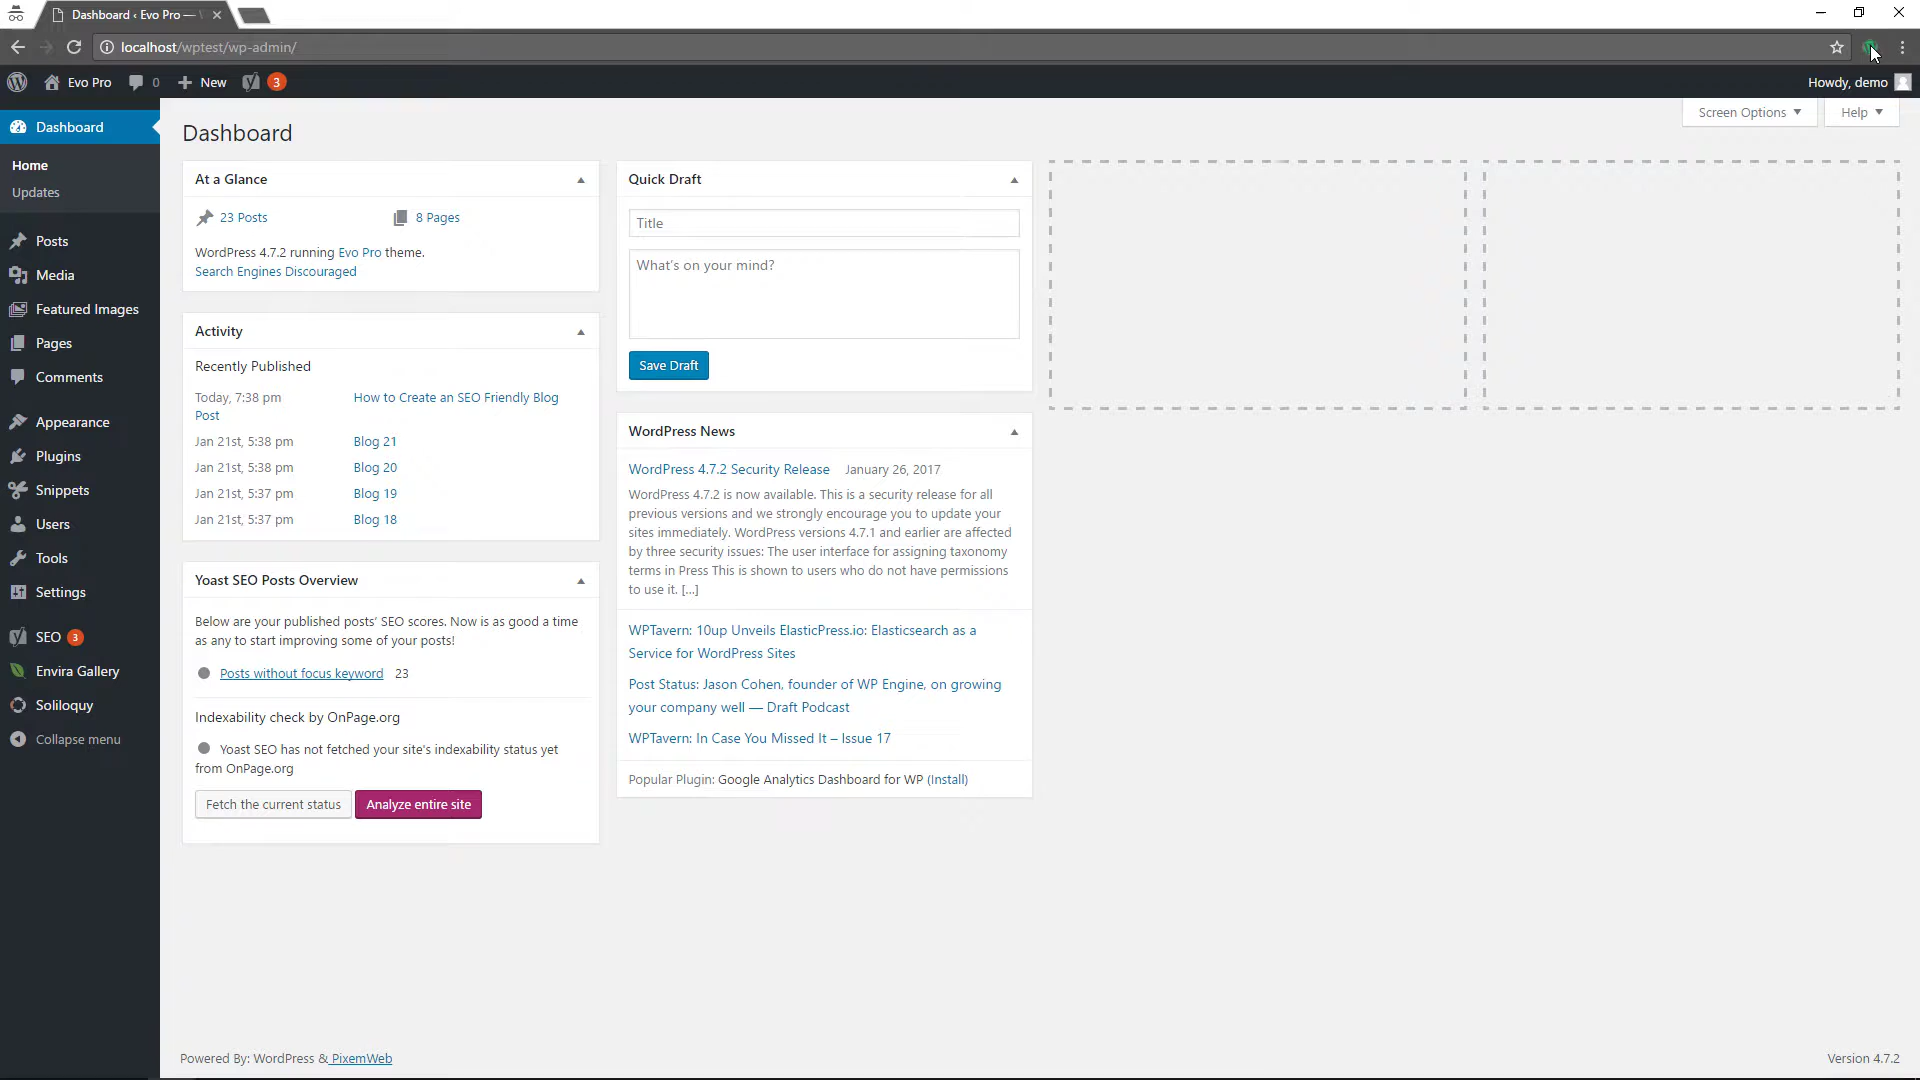 Dashboard ‹ Evo Pro —
localhost/wptest/wp-admin/
Evo Pro
0
New
3
Howdy, demo
Dashboard
Home
Updates
Posts
Media
Featured Images
Pages
Comments
Appearance
Plugins
Snippets
Users
Tools
Settings
SEO 3
Envira Gallery
Soliloquy
Collapse menu
Screen Options
Help
Dashboard
At a Glance
23 Posts
8 Pages
WordPress 4.7.2 running Evo Pro theme.
Search Engines Discouraged
Activity
Recently Published
Today, 7:38 pm How to Create an SEO Friendly Blog
Post
Jan 21st, 5:38 pm Blog 21
Jan 21st, 5:38 pm Blog 20
Jan 21st, 5:37 pm Blog 19
Jan 21st, 5:37 pm Blog 18
Yoast SEO Posts Overview
Below are your published posts' SEO scores. Now is as good a time
as any to start improving some of your posts!
Posts without focus keyword 23
Indexability check by OnPage.org
Yoast SEO has not fetched your site's indexability status yet
from OnPage.org
Fetch the current status
Analyze entire site
Quick Draft
Title
What's on your mind?
Save Draft
WordPress News
WordPress 4.7.2 Security Release January 26, 2017
WordPress 4.7.2 is now available. This is a security release for all
previous versions and we strongly encourage you to update your
sites immediately. WordPress versions 4.7.1 and earlier are affected
by three security issues: The user interface for assigning taxonomy
terms in Press This is shown to users who do not have permissions
to use it. […]
WPTavern: 10up Unveils ElasticPress.io: Elasticsearch as a
Service for WordPress Sites
Post Status: Jason Cohen, founder of WP Engine, on growing
your company well — Draft Podcast
WPTavern: In Case You Missed It – Issue 17
Popular Plugin: Google Analytics Dashboard for WP (Install)
Powered By: WordPress & PixemWeb
Version 4.7.2